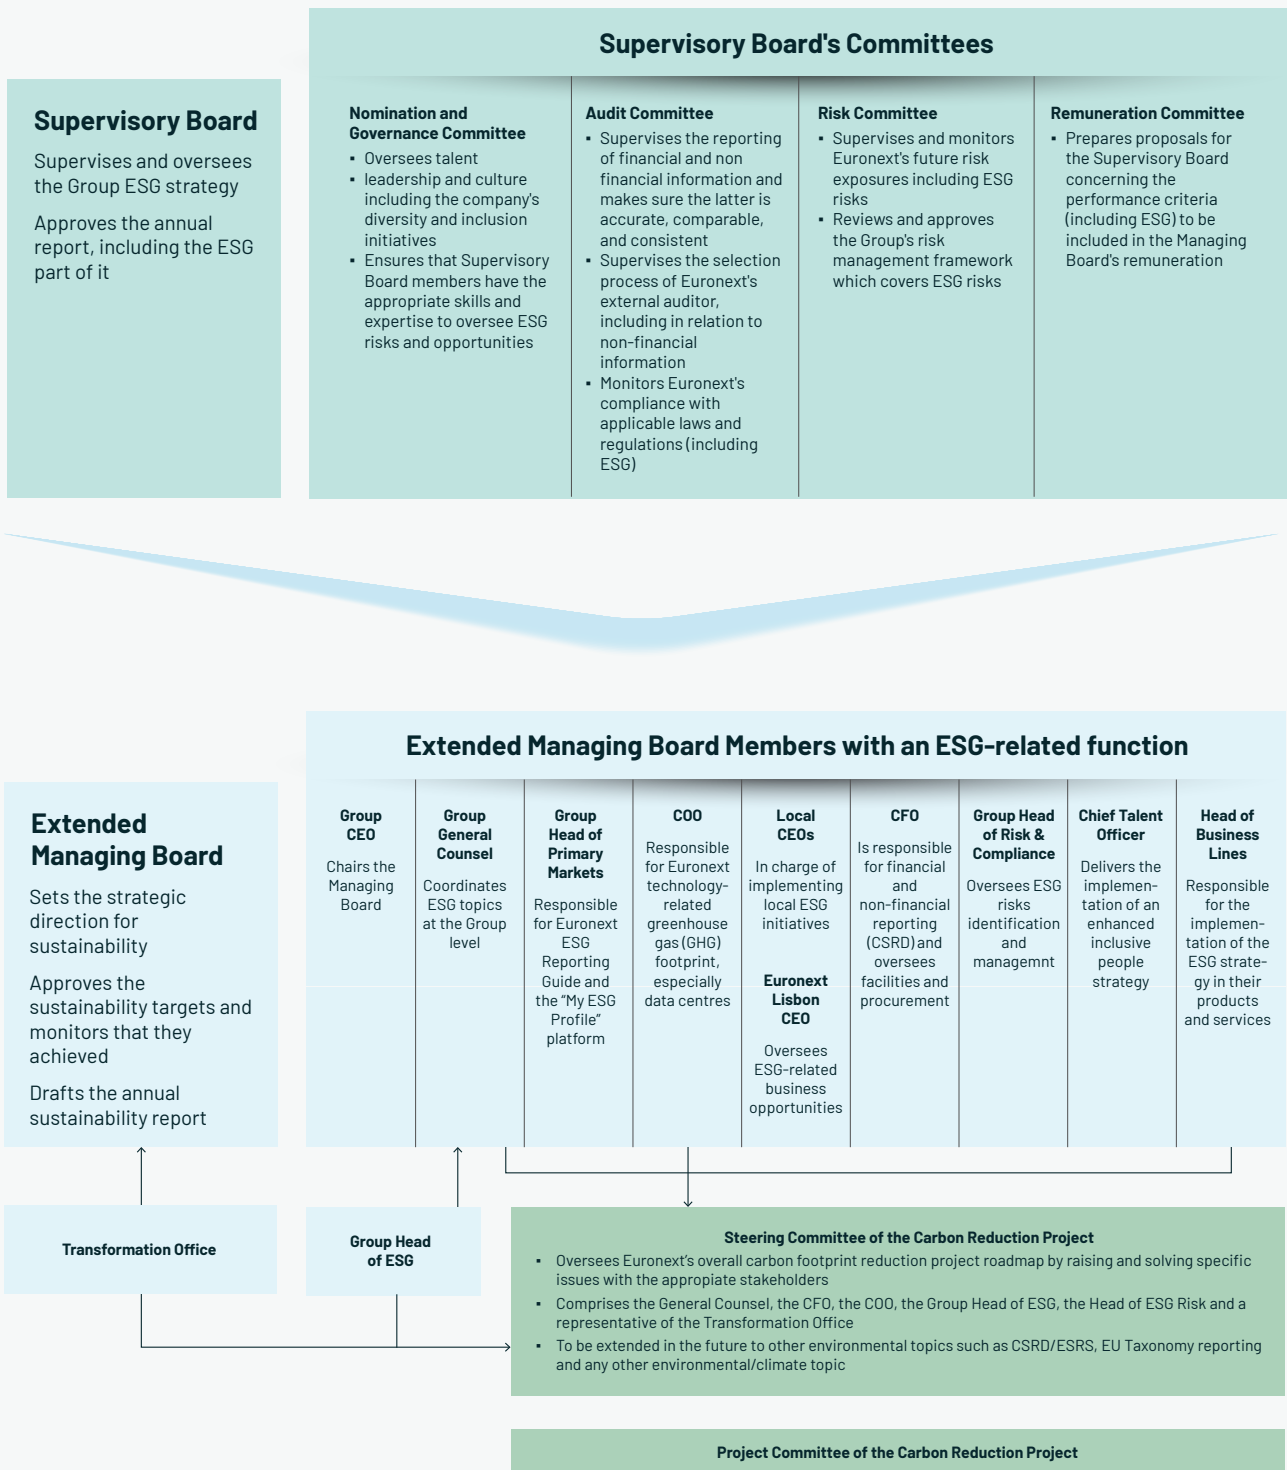 Supervisory Board's Committees
Supervisory Board
Supervises and oversees
the Group ESG strategy
Approves the annual
report, including the ESG
part of it
Nomination and
Governance Committee
▪ Oversees talent
▪ leadership and culture
including the company's
diversity and inclusion
initiatives
▪ Ensures that Supervisory
Board members have the
appropriate skills and
expertise to oversee ESG
risks and opportunities
Audit Committee
▪ Supervises the reporting
of financial and non
financial information and
makes sure the latter is
accurate, comparable,
and consistent
▪ Supervises the selection
process of Euronext's
external auditor,
including in relation to
non-financial
information
▪ Monitors Euronext's
compliance with
applicable laws and
regulations (including
ESG)
Risk Committee
▪ Supervises and monitors
Euronext's future risk
exposures including ESG
risks
▪ Reviews and approves
the Group's risk
management framework
which covers ESG risks
Remuneration Committee
▪ Prepares proposals for
the Supervisory Board
concerning the
performance criteria
(including ESG) to be
included in the Managing
Board's remuneration
Extended Managing Board Members with an ESG-related function
Extended
Managing Board
Sets the strategic
direction for
sustainability
Approves the
sustainability targets and
monitors that they
achieved
Drafts the annual
sustainability report
Group
CEO
Chairs the
Managing
Board
Group
General
Counsel
Coordinates
ESG topics
at the Group
level
Group
Head of
Primary
Markets
Responsible
for Euronext
ESG
Reporting
Guide and
the “My ESG
Profile”
platform
COO
Responsible
for Euronext
technology-
related
greenhouse
gas (GHG)
footprint,
especially
data centres
Local
CEOs
In charge of
implementing
local ESG
initiatives
Euronext
Lisbon
CEO
Oversees
ESG-related
business
opportunities
CFO
Is responsible
for financial
and
non-financial
reporting
(CSRD) and
oversees
facilities and
procurement
Group Head
of Risk &
Compliance
Oversees ESG
risks
identification
and
managemnt
Chief Talent
Officer
Delivers the
implemen-
tation of an
enhanced
inclusive
people
strategy
Head of
Business
Lines
Responsible
for the
implemen-
tation of the
ESG strate-
gy in their
products
and services
Transformation Office
Group Head
of ESG
Steering Committee of the Carbon Reduction Project
▪ Oversees Euronext’s overall carbon footprint reduction project roadmap by raising and solving specific
issues with the appropiate stakeholders
▪ Comprises the General Counsel, the CFO, the COO, the Group Head of ESG, the Head of ESG Risk and a
representative of the Transformation Office
▪ To be extended in the future to other environmental topics such as CSRD/ESRS, EU Taxonomy reporting
and any other environmental/climate topic
Project Committee of the Carbon Reduction Project